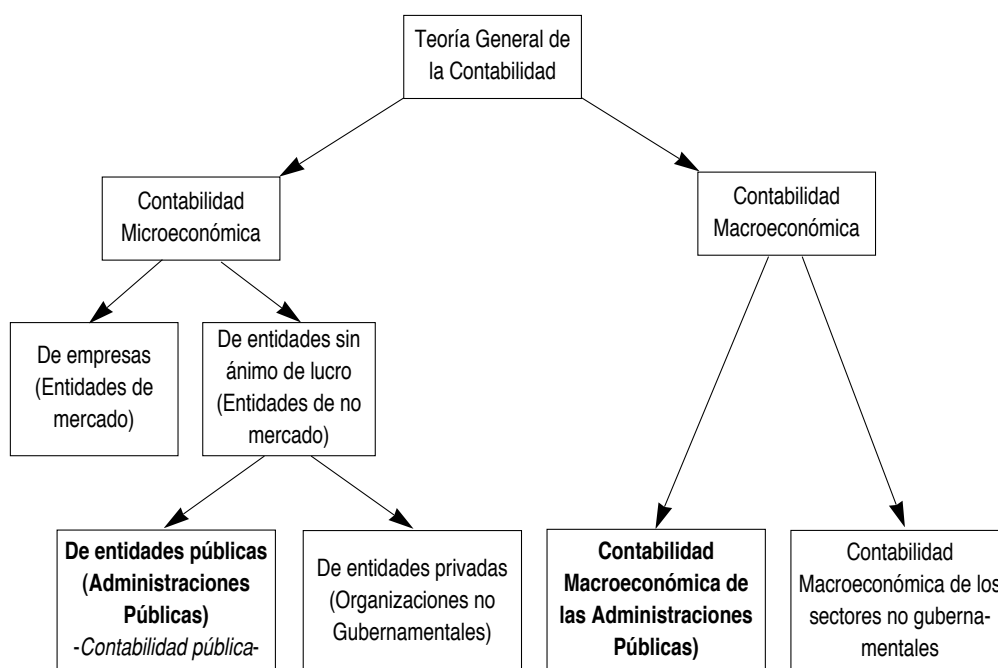 Teoría General de
la Contabilidad
Contabilidad
Microeconómica
Contabilidad
Macroeconómica
De empresas
(Entidades de
mercado)
De entidades sin
ánimo de lucro
(Entidades de no
mercado)
De entidades públicas
(Administraciones
Públicas)
-Contabilidad pública-
De entidades privadas
(Organizaciones no
Gubernamentales)
Contabilidad
Macroeconómica de
las Administraciones
Públicas)
Contabilidad
Macroeconómica de los
sectores no guberna-
mentales